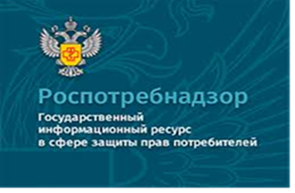 Роспотребнадзор
Государственный
информационный ресурс
в сфере защиты прав потребителей